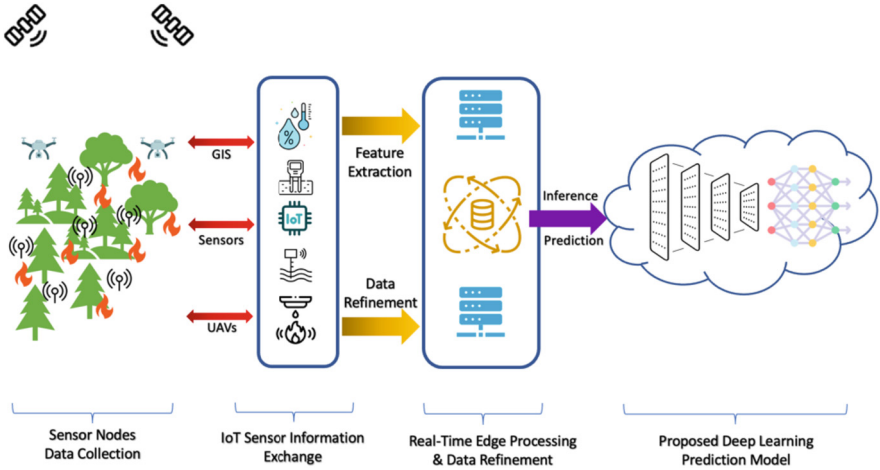 GIS
Sensors
UAVs
%
IoT
Feature
Extraction
Data
Refinement
Inference
Prediction
Sensor Nodes
Data Collection
IoT Sensor Information
Exchange
Real-Time Edge Processing
& Data Refinement
Proposed Deep Learning
Prediction Model